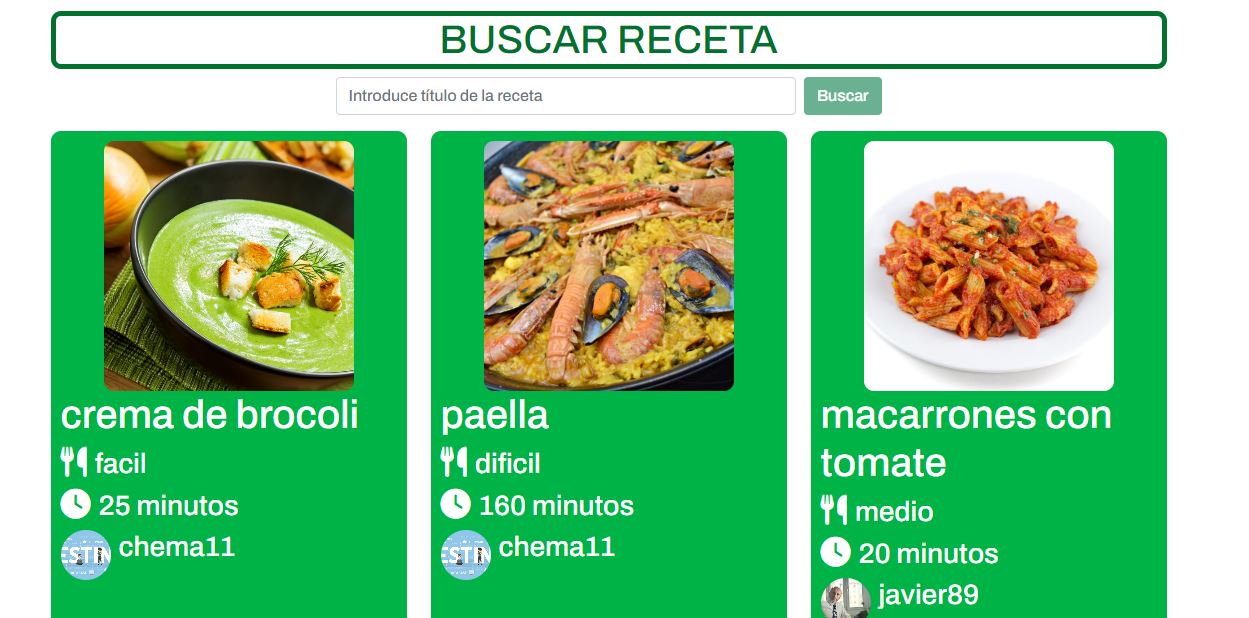 BUSCAR RECETA
Introduce título de la receta
Buscar
crema de brocoli
facil
25 minutos
chema11
paella
dificil
160 minutos
chema11
macarrones con
tomate
medio
20 minutos
javier89